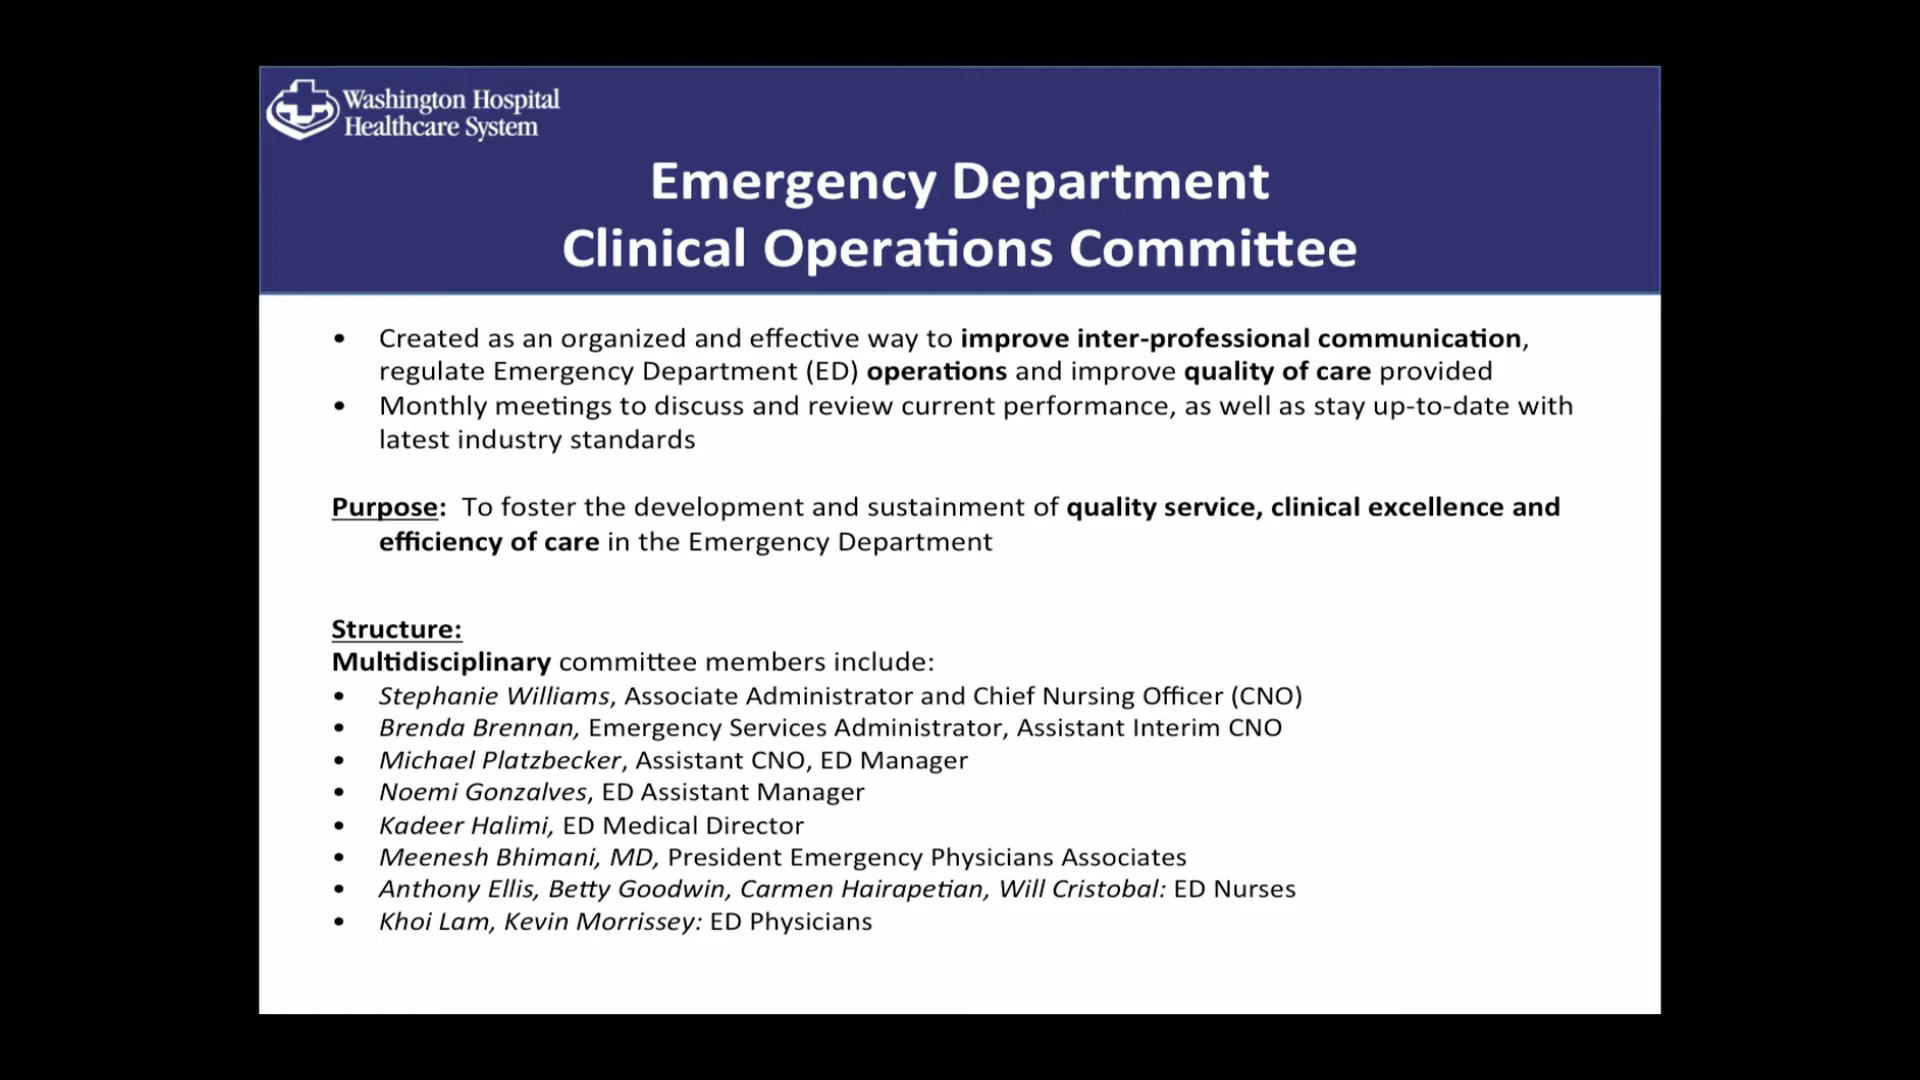 Washington Hospital
Healthcare System
Emergency Department
Clinical Operations Committee
• Created as an organized and effective way to improve inter-professional communication,
regulate Emergency Department (ED) operations and improve quality of care provided
• Monthly meetings to discuss and review current performance, as well as stay up-to-date with
latest industry standards
Purpose: To foster the development and sustainment of quality service, clinical excellence and
efficiency of care in the Emergency Department
Structure:
Multidisciplinary committee members include:
• Stephanie Williams, Associate Administrator and Chief Nursing Officer (CNO)
• Brenda Brennan, Emergency Services Administrator, Assistant Interim CNO
• Michael Platzbecker, Assistant CNO, ED Manager
• Noemi Gonzalves, ED Assistant Manager
• Kadeer Halimi, ED Medical Director
• Meenesh Bhimani, MD, President Emergency Physicians Associates
• Anthony Ellis, Betty Goodwin, Carmen Hairapetian, Will Cristobal: ED Nurses
• Khoi Lam, Kevin Morrissey: ED Physicians